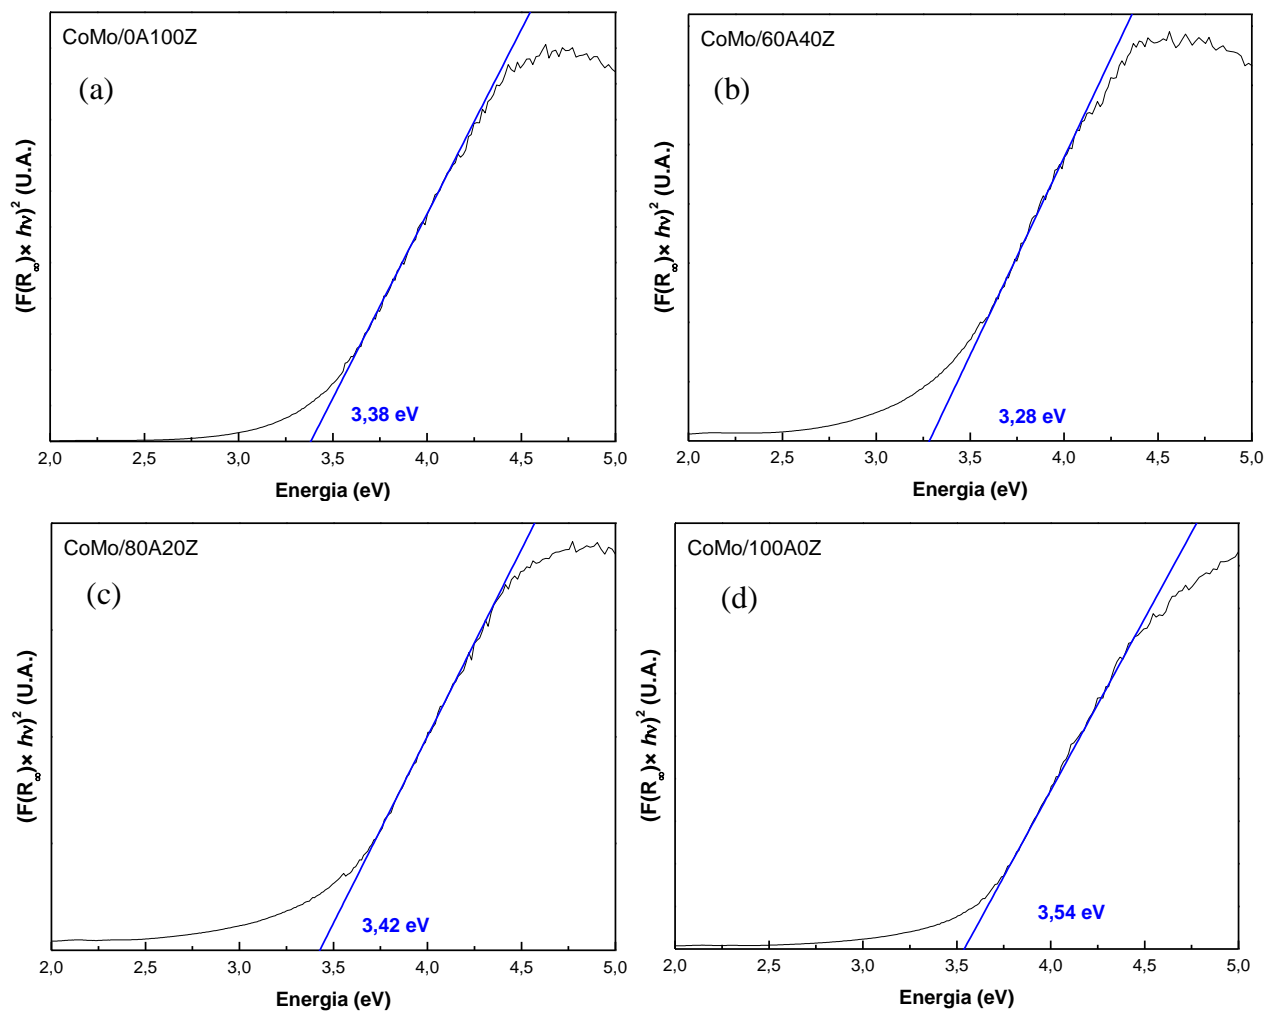 CoMo/0A100Z
(a)
(F(R∞)× hν)² (U.A.)
3,38 eV
2,0 2,5 3,0 3,5 4,0 4,5 5,0
Energia (eV)
CoMo/60A40Z
(b)
(F(R∞)× hν)² (U.A.)
3,28 eV
2,0 2,5 3,0 3,5 4,0 4,5 5,0
Energia (eV)
CoMo/80A20Z
(c)
(F(R∞)× hν)² (U.A.)
3,42 eV
2,0 2,5 3,0 3,5 4,0 4,5 5,0
Energia (eV)
CoMo/100A0Z
(d)
(F(R∞)× hν)² (U.A.)
3,54 eV
2,0 2,5 3,0 3,5 4,0 4,5 5,0
Energia (eV)